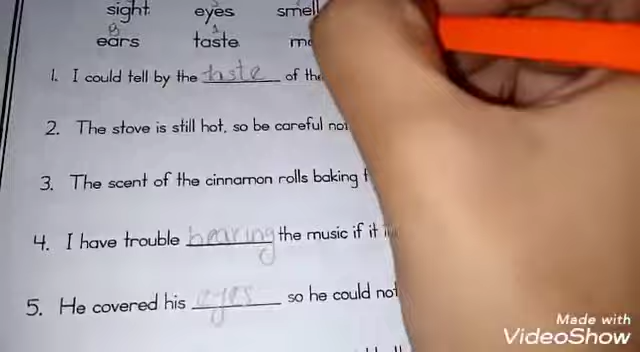 sight eyes smell
8 1
ears taste
1. I could tell by the taste of the
2. The stove is still hot, so be careful
3. The scent of the cinnamon rolls baking
4. I have trouble hearing the music if it
5. He covered his eyes so he could not
Made with
VideoShow